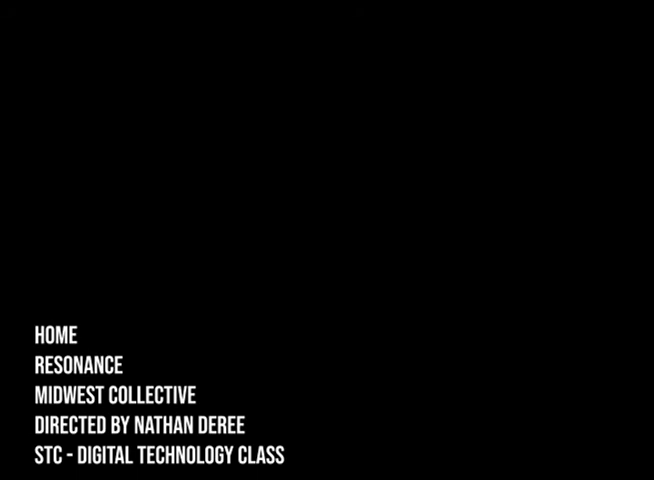 HOME
RESONANCE
MIDWEST COLLECTIVE
DIRECTED BY NATHAN DEREE
STC - DIGITAL TECHNOLOGY CLASS